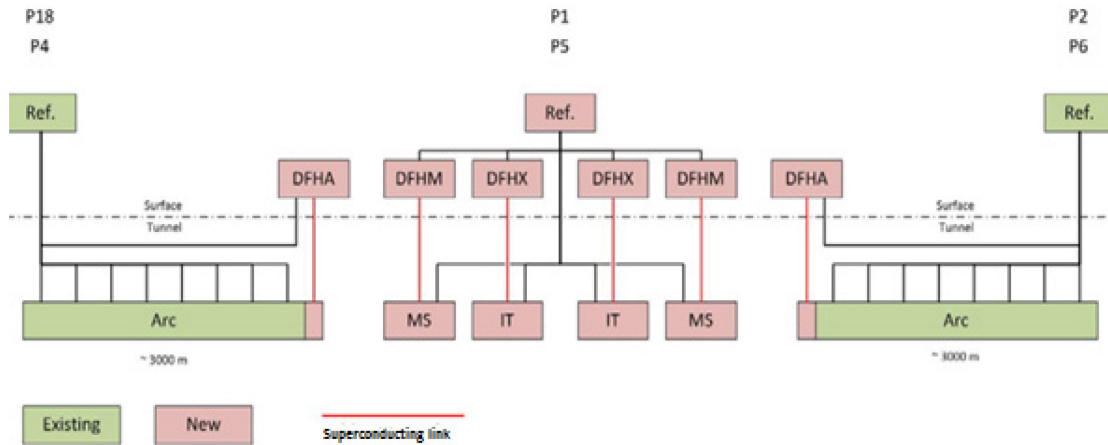 P18 P1 P2
P4 P5 P6
Ref. Ref. Ref.
DFHA DFHM DFHX DFHX DFHM DFHA
Surface Surface
Tunnel Tunnel
Arc MS IT IT MS Arc
~ 3000 m ~ 3000 m
Existing New Superconducting link